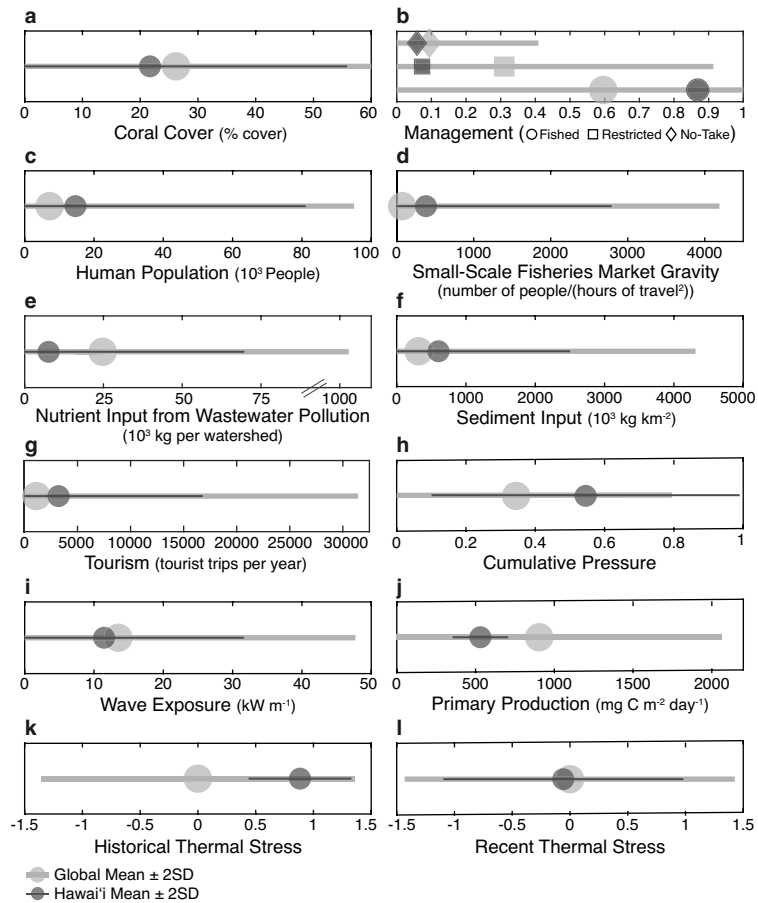 a
0 10 20 30 40 50 60
Coral Cover (% cover)
b
0 0.1 0.2 0.3 0.4 0.5 0.6 0.7 0.8 0.9 1
Management (Fished Restricted No-Take)
c
0 20 40 60 80 100
Human Population (10³ People)
d
0 1000 2000 3000 4000
Small-Scale Fisheries Market Gravity
(number of people/(hours of travel²))
e
0 25 50 75 1000
Nutrient Input from Wastewater Pollution
(10³ kg per watershed)
f
0 1000 2000 3000 4000 5000
Sediment Input (10³ kg km⁻²)
g
0 5000 10000 15000 20000 25000 30000
Tourism (tourist trips per year)
h
0 0.2 0.4 0.6 0.8 1
Cumulative Pressure
i
0 10 20 30 40 50
Wave Exposure (kW m⁻¹)
j
0 500 1000 1500 2000
Primary Production (mg C m⁻² day⁻¹)
k
-1.5 -1 -0.5 0 0.5 1 1.5
Historical Thermal Stress
l
-1.5 -1 -0.5 0 0.5 1 1.5
Recent Thermal Stress
Global Mean ± 2SD
Hawaiʻi Mean ± 2SD